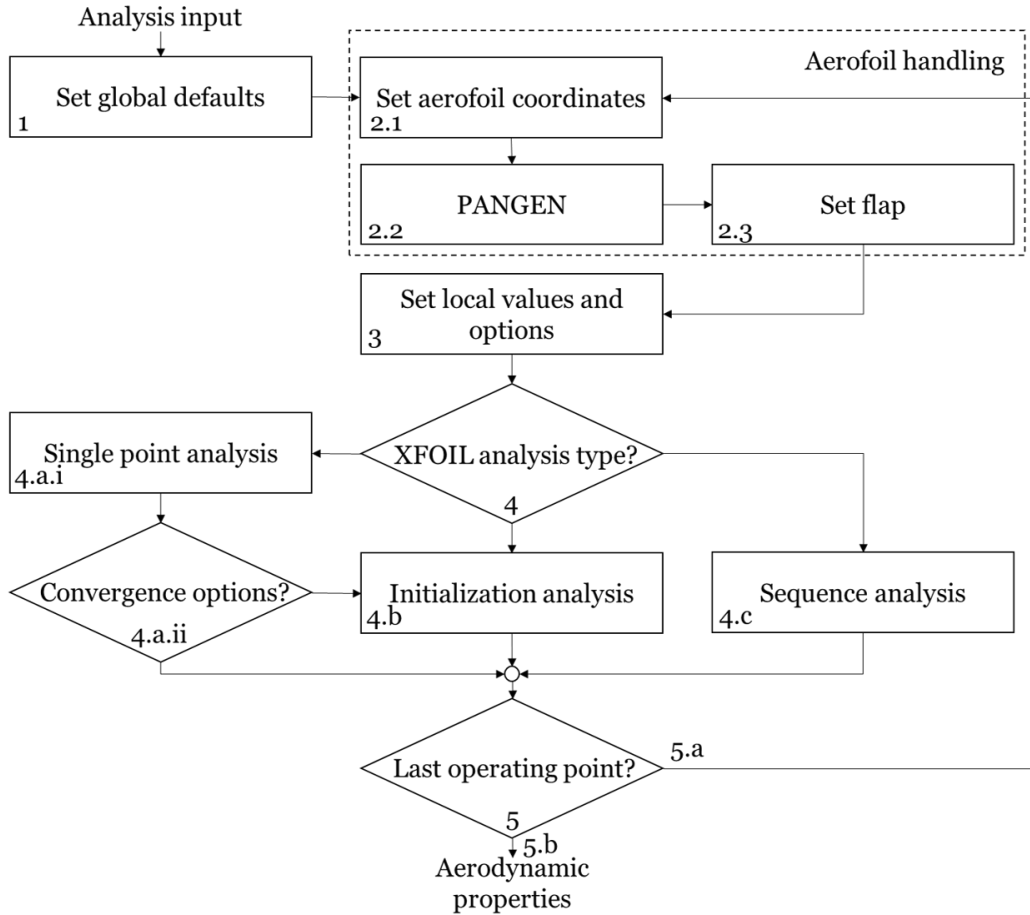 Analysis input
Set global defaults
1
Aerofoil handling
Set aerofoil coordinates
2.1
PANGEN
2.2
Set flap
2.3
Set local values and
options
3
XFOIL analysis type?
4
Single point analysis
4.a.i
Convergence options?
4.a.ii
Initialization analysis
4.b
Sequence analysis
4.c
Last operating point?
5
5.a
5.b
Aerodynamic
properties